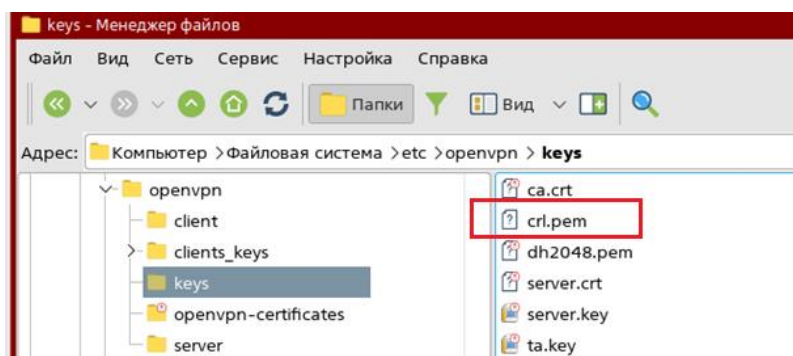 keys – Менеджер файлов
Файл Вид Сеть Сервис Настройка Справка
Папки Вид
Адрес: Компьютер > Файловая система > etc > openvpn > keys
openvpn
client
clients_keys
keys
openvpn-certificates
server
ca.crt
crl.pem
dh2048.pem
server.crt
server.key
ta.key